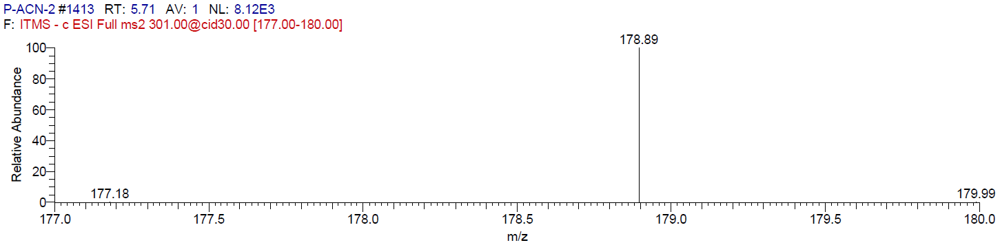 P-ACN-2 #1413 RT: 5.71 AV: 1 NL: 8.12E3
F: ITMS - c ESI Full ms2 301.00@cid30.00 [177.00-180.00]
178.89
100
80
60
40
20
0
Relative Abundance
177.18
179.99
177.0 177.5 178.0 178.5 179.0 179.5 180.0
m/z